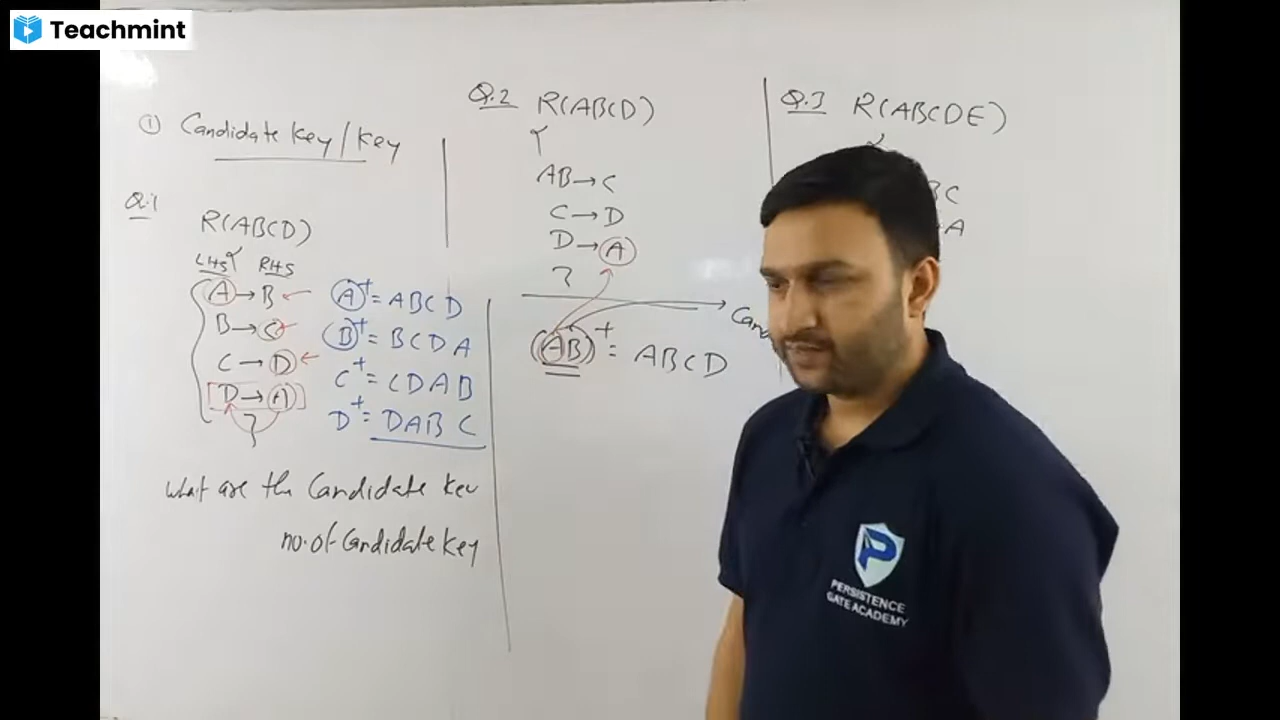 Teachmint
① Candidate Key/Key
Q.1
R(ABCD)
LHS RHS
{A→B
B→C
C→D
[D→A]
}
A⁺=ABCD
B⁺=BCDA
C⁺=CDAB
D⁺=DABC
What are the Candidate Key
no. of Candidate Key
Q.2 R(ABCD)
{
AB→C
C→D
D→A
}
(AB)⁺=ABCD
Q.3 R(ABCDE)
{
BC
A
PERSISTENCE
GATE ACADEMY